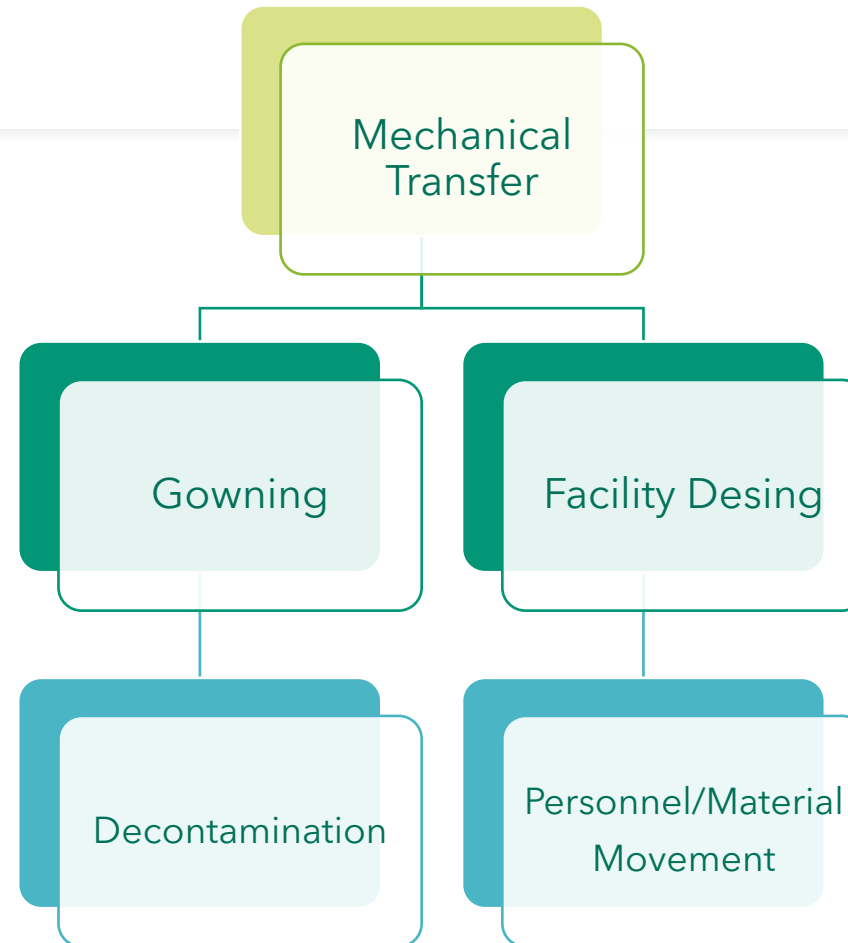 Mechanical
Transfer
Gowning
Facility Desing
Decontamination
Personnel/Material
Movement